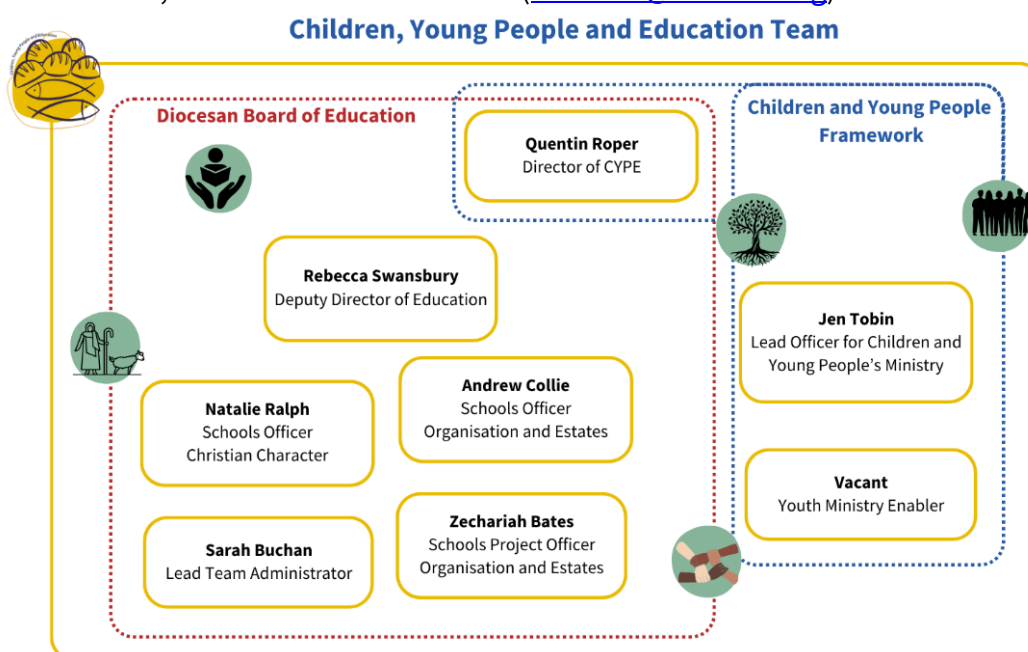 Children, Young People and Education Team
Diocesan Board of Education
Quentin Roper
Director of CYPE
Children and Young People
Framework
Rebecca Swansbury
Deputy Director of Education
Jen Tobin
Lead Officer for Children and
Young People’s Ministry
Natalie Ralph
Schools Officer
Christian Character
Andrew Collie
Schools Officer
Organisation and Estates
Vacant
Youth Ministry Enabler
Sarah Buchan
Lead Team Administrator
Zechariah Bates
Schools Project Officer
Organisation and Estates